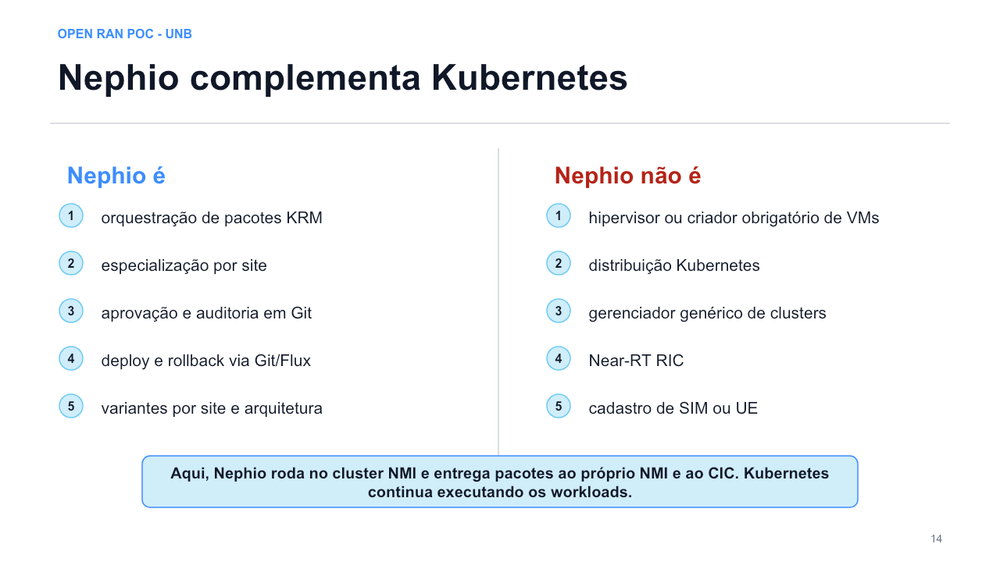 OPEN RAN POC - UNB
Nephio complementa Kubernetes
Nephio é
1 orquestração de pacotes KRM
2 especialização por site
3 aprovação e auditoria em Git
4 deploy e rollback via Git/Flux
5 variantes por site e arquitetura
Nephio não é
1 hipervisor ou criador obrigatório de VMs
2 distribuição Kubernetes
3 gerenciador genérico de clusters
4 Near-RT RIC
5 cadastro de SIM ou UE
Aqui, Nephio roda no cluster NMI e entrega pacotes ao próprio NMI e ao CIC. Kubernetes
continua executando os workloads.
14